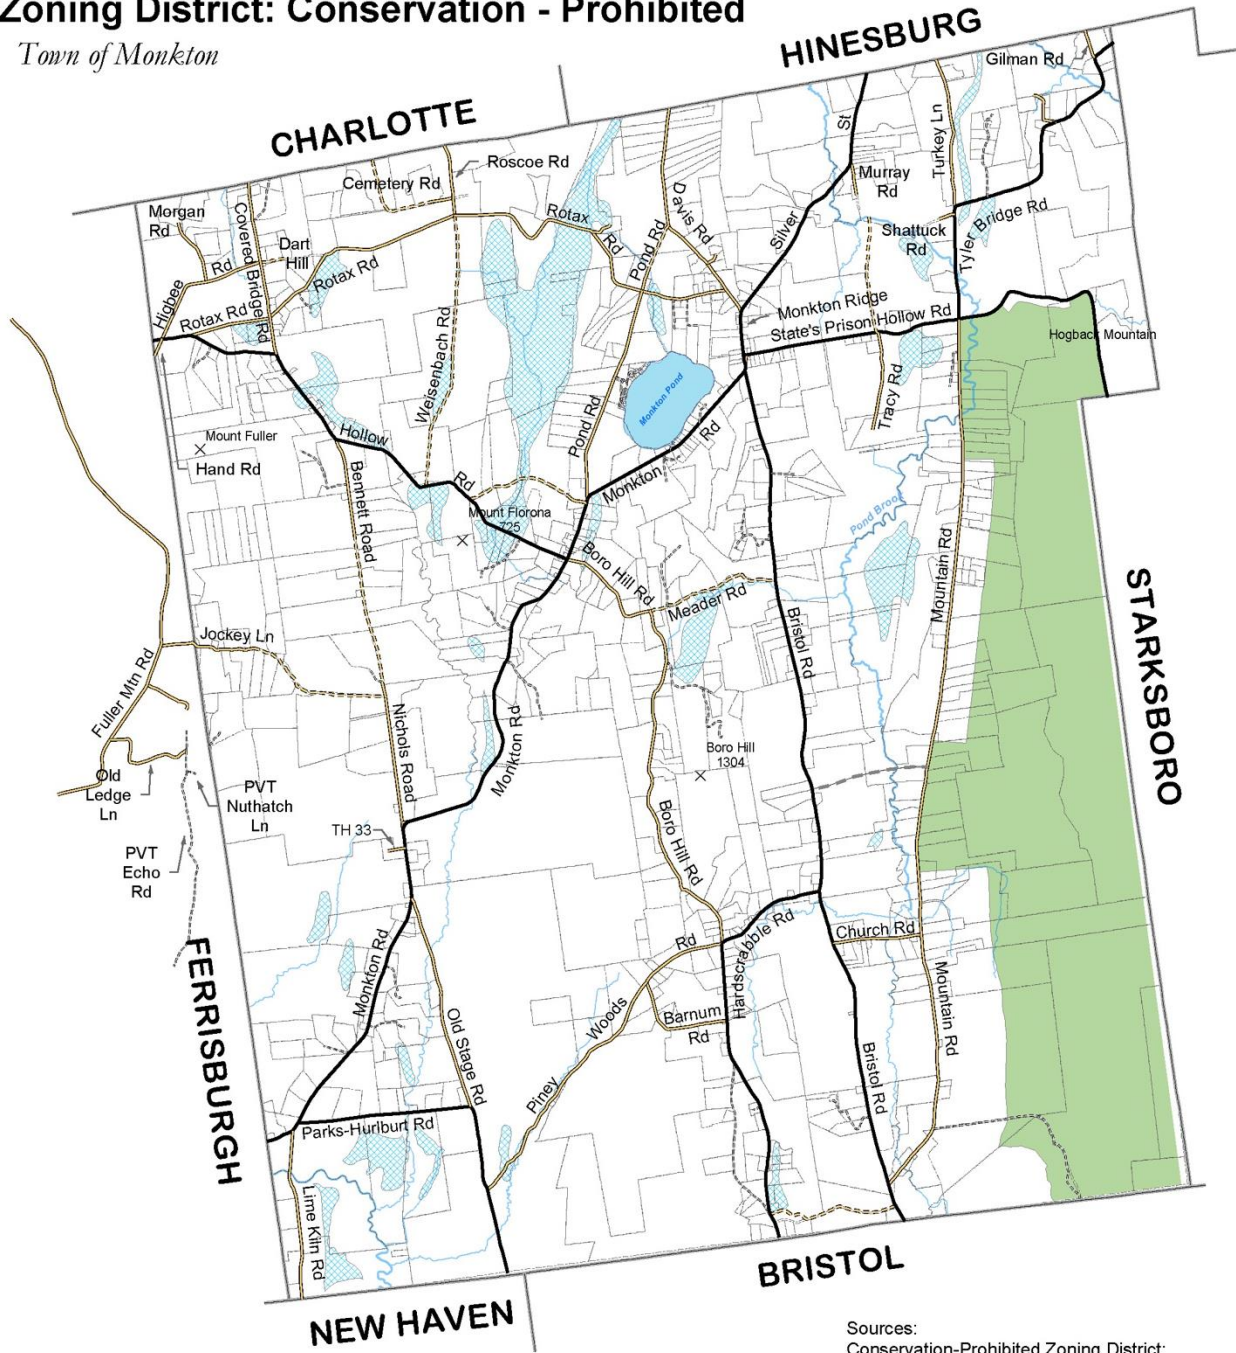 Zoning District: Conservation - Prohibited
Town of Monkton
HINESBURG
Gilman Rd
CHARLOTTE
Roscoe Rd
Cemetery Rd
St
Turkey Ln
Murray
Rd
Morgan
Rd
Covered Bridge Rd
Dart
Hill
Rd
Rotax
Rd
Davis Rd
Pond Rd
Silver
Shattuck
Rd
Tyler Bridge Rd
Higbee
Rotax Rd
Rotax Rd
Monkton Ridge
State's Prison Hollow Rd
Hogback Mountain
Weisenbach Rd
Monkton Pond
Tracy Rd
Pond Rd
Rd
Mount Fuller
Hand Rd
Hollow
Rd
Monkton
Bennett Road
Mount Florona
725
Pond Brook
Boro Hill Rd
Meader Rd
Mountain Rd
STARKSBORO
Jockey Ln
Bristol Rd
Fuller Mtn Rd
Nichols Road
Monkton Rd
Boro Hill
1304
Old
Ledge
Ln
PVT
Nuthatch
Ln
TH 33
PVT
Echo
Rd
Boro Hill Rd
Hardscrabble Rd
Church Rd
FERRISBURGH
Monkton Rd
Rd
Woods
Piney
Barnum
Rd
Mountain Rd
Old Stage Rd
Bristol Rd
Parks-Hurlburt Rd
Lime Kiln Rd
BRISTOL
NEW HAVEN
Sources:
Conservation-Prohibited Zoning District: